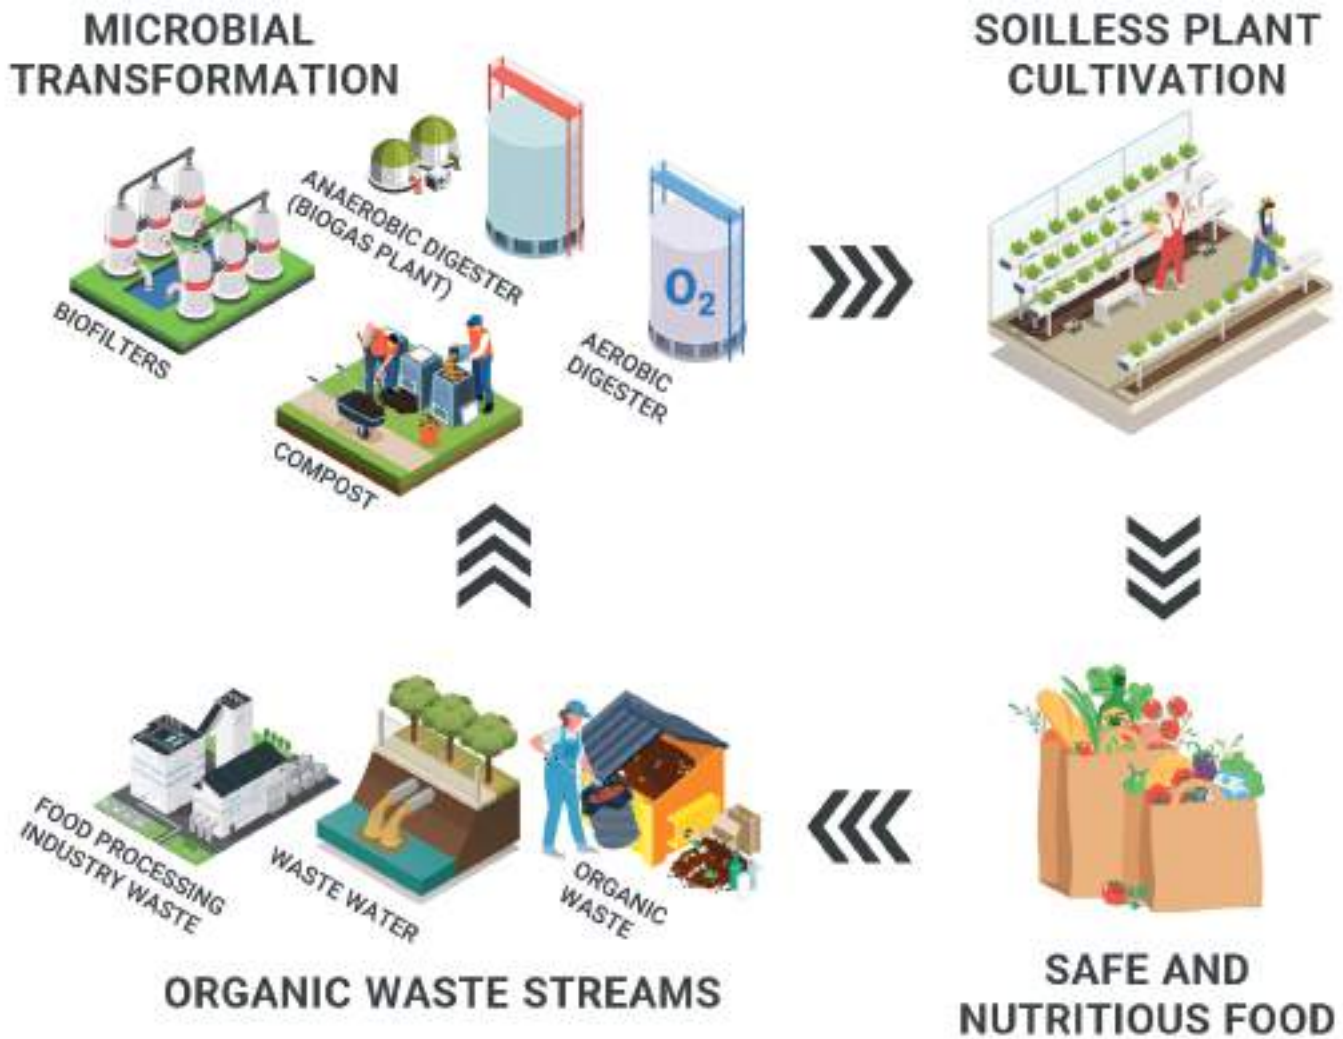 MICROBIAL
TRANSFORMATION
SOILLESS PLANT
CULTIVATION
ANAEROBIC DIGESTER
(BIOGAS PLANT)
O₂
BIOFILTERS
AEROBIC
DIGESTER
COMPOST
FOOD PROCESSING
INDUSTRY WASTE
WASTE WATER
ORGANIC
WASTE
ORGANIC WASTE STREAMS
SAFE AND
NUTRITIOUS FOOD